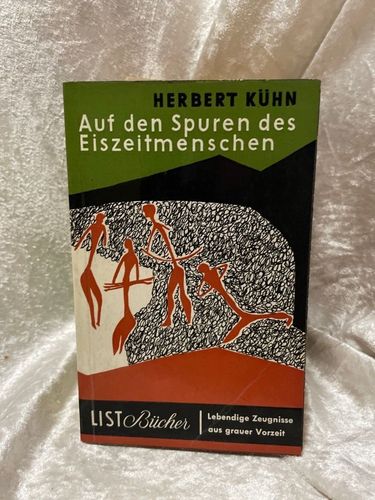 HERBERT KÜHN
Auf den Spuren des
Eiszeitmenschen
LIST Bücher
Lebendige Zeugnisse
aus grauer Vorzeit